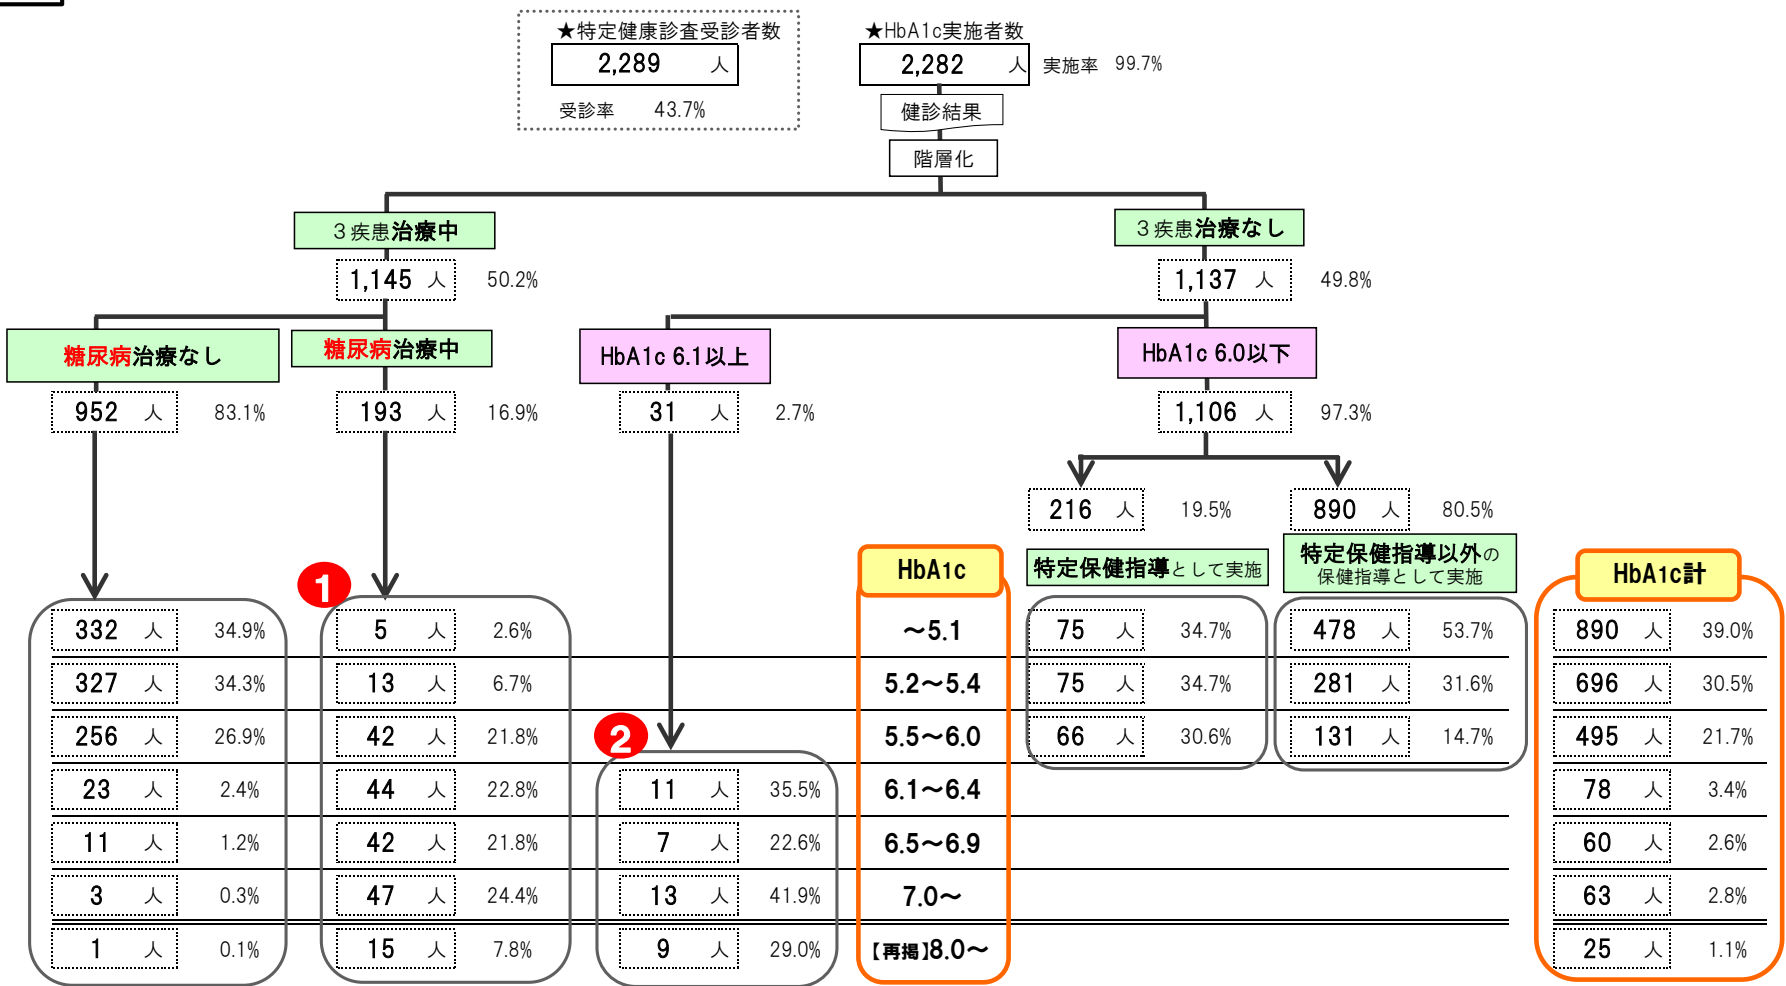 ★特定健康診査受診者数
2,289 人
受診率 43.7%
★HbA1c実施者数
2,282 人 実施率 99.7%
健診結果
階層化
３疾患治療中
1,145 人 50.2%
３疾患治療なし
1,137 人 49.8%
糖尿病治療なし
952 人 83.1%
糖尿病治療中
193 人 16.9%
HbA1c 6.1以上
31 人 2.7%
HbA1c 6.0以下
1,106 人 97.3%
216 人 19.5%
890 人 80.5%
特定保健指導として実施
特定保健指導以外の
保健指導として実施
1
2
HbA1c
HbA1c計
332 人 34.9% 5 人 2.6% ～5.1 75 人 34.7% 478 人 53.7% 890 人 39.0%
327 人 34.3% 13 人 6.7% 5.2～5.4 75 人 34.7% 281 人 31.6% 696 人 30.5%
256 人 26.9% 42 人 21.8% 5.5～6.0 66 人 30.6% 131 人 14.7% 495 人 21.7%
23 人 2.4% 44 人 22.8% 11 人 35.5% 6.1～6.4 78 人 3.4%
11 人 1.2% 42 人 21.8% 7 人 22.6% 6.5～6.9 60 人 2.6%
3 人 0.3% 47 人 24.4% 13 人 41.9% 7.0～ 63 人 2.8%
1 人 0.1% 15 人 7.8% 9 人 29.0% 【再掲】8.0～ 25 人 1.1%